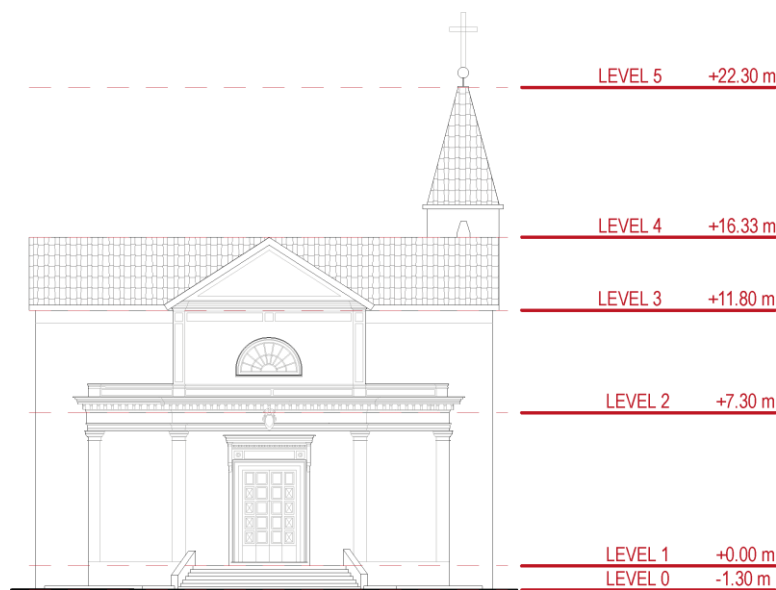 LEVEL 5 +22.30 m
LEVEL 4 +16.33 m
LEVEL 3 +11.80 m
LEVEL 2 +7.30 m
LEVEL 1 +0.00 m
LEVEL 0 -1.30 m